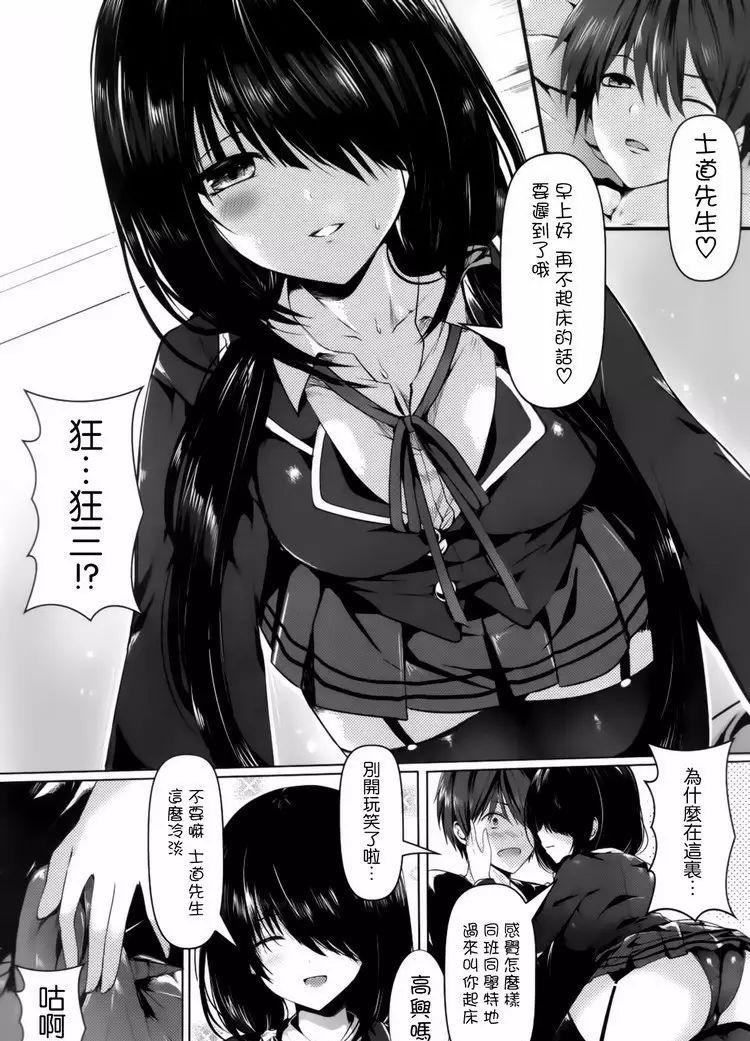 士道先生♡
早上好 再不起床的話♡
要遲到了哦
狂…狂三!?
為什麼在這裏…
感覺怎麼樣
同班同學特地
過來叫你起床
高興嗎
別開玩笑了啦…
不要嘛 士道先生
這麼冷淡
咕啊